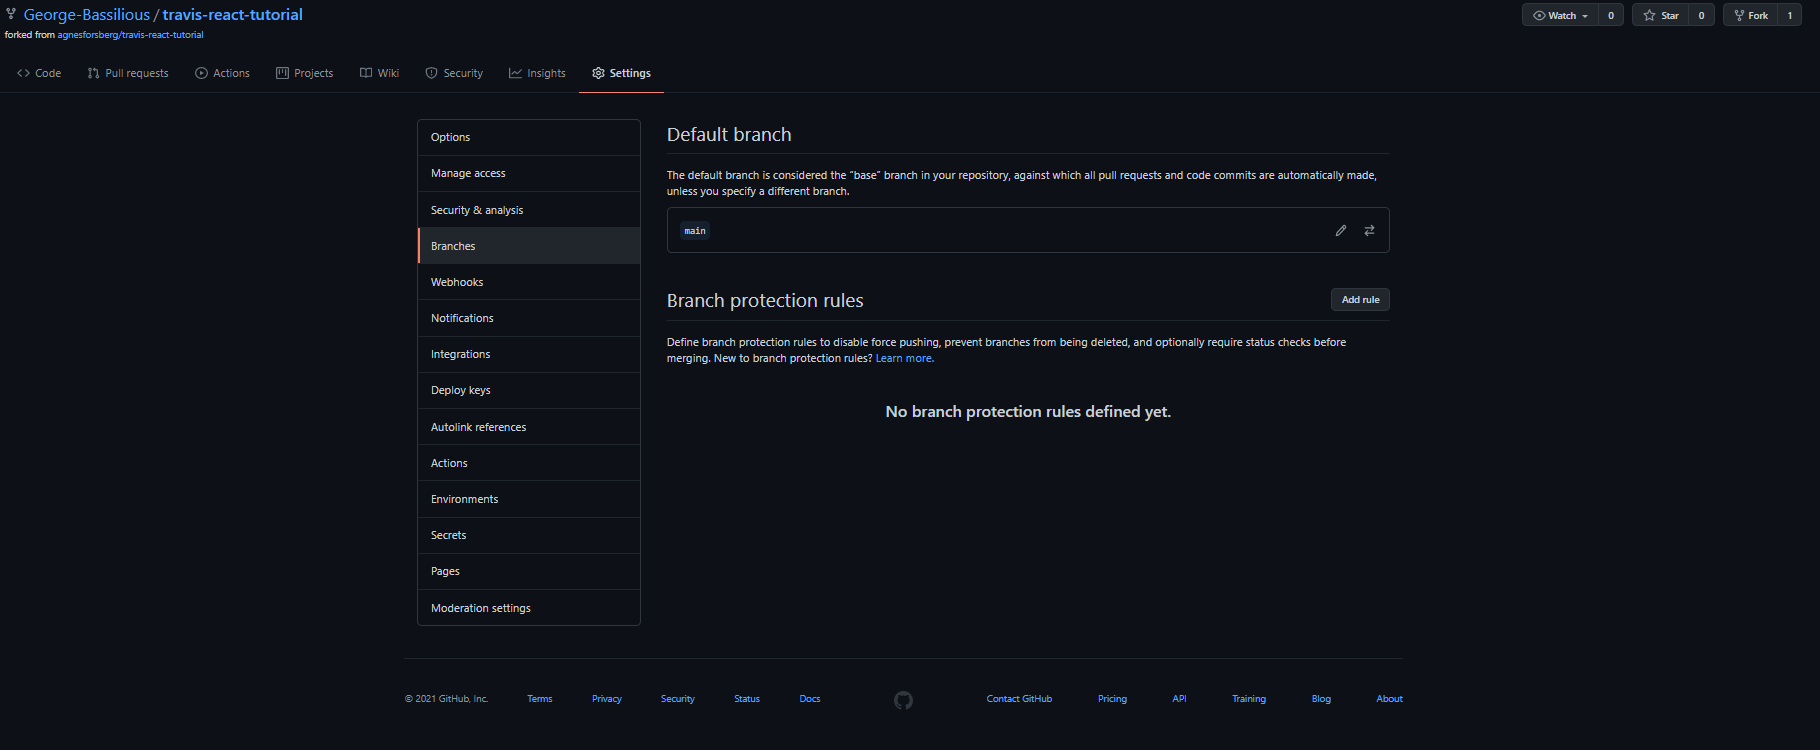 George-Bassilious / travis-react-tutorial
Watch 0 Star 0 Fork 1
forked from agnesforsberg/travis-react-tutorial
Code Pull requests Actions Projects Wiki Security Insights Settings
Options
Manage access
Security & analysis
Branches
Webhooks
Notifications
Integrations
Deploy keys
Autolink references
Actions
Environments
Secrets
Pages
Moderation settings
Default branch
The default branch is considered the “base” branch in your repository, against which all pull requests and code commits are automatically made,
unless you specify a different branch.
main
Branch protection rules
Add rule
Define branch protection rules to disable force pushing, prevent branches from being deleted, and optionally require status checks before
merging. New to branch protection rules? Learn more.
No branch protection rules defined yet.
© 2021 GitHub, Inc. Terms Privacy Security Status Docs Contact GitHub Pricing API Training Blog About